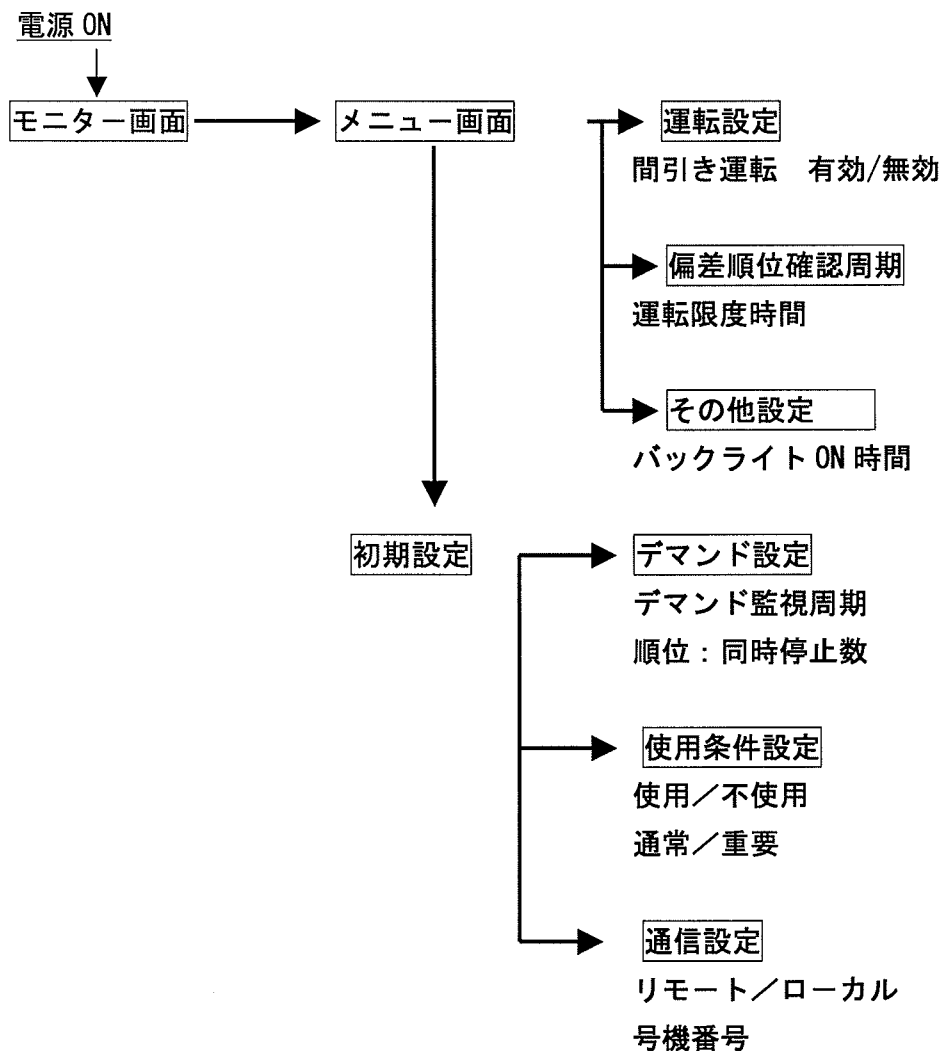 電源 ON
モニター画面
メニュー画面
運転設定
間引き運転　有効/無効
偏差順位確認周期
運転限度時間
その他設定
バックライト ON 時間
初期設定
デマンド設定
デマンド監視周期
順位：同時停止数
使用条件設定
使用／不使用
通常／重要
通信設定
リモート／ローカル
号機番号